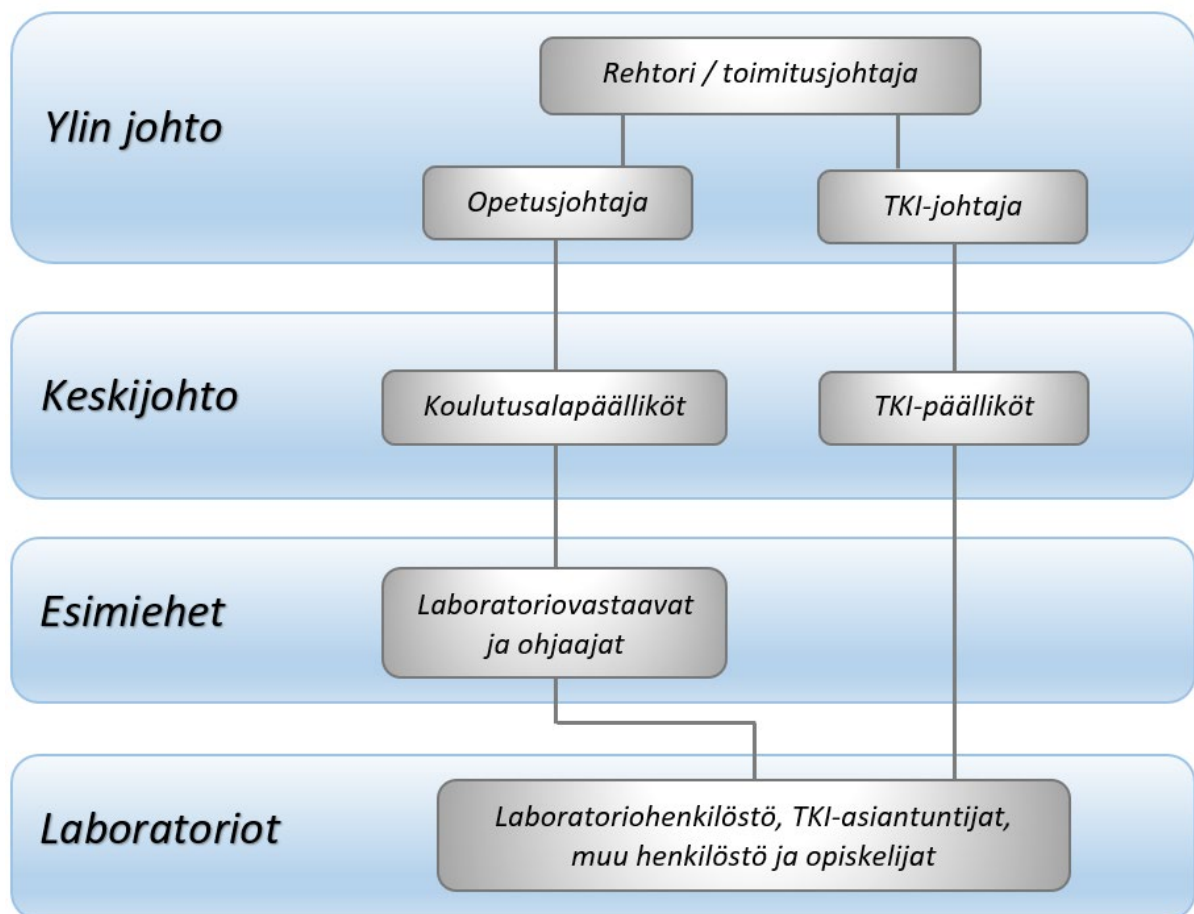 Ylin johto
Rehtori / toimitusjohtaja
Opetusjohtaja
TKI-johtaja
Keskijohto
Koulutusalapäälliköt
TKI-päälliköt
Esimiehet
Laboratoriovastaavat
ja ohjaajat
Laboratoriot
Laboratoriohenkilöstö, TKI-asiantuntijat,
muu henkilöstö ja opiskelijat